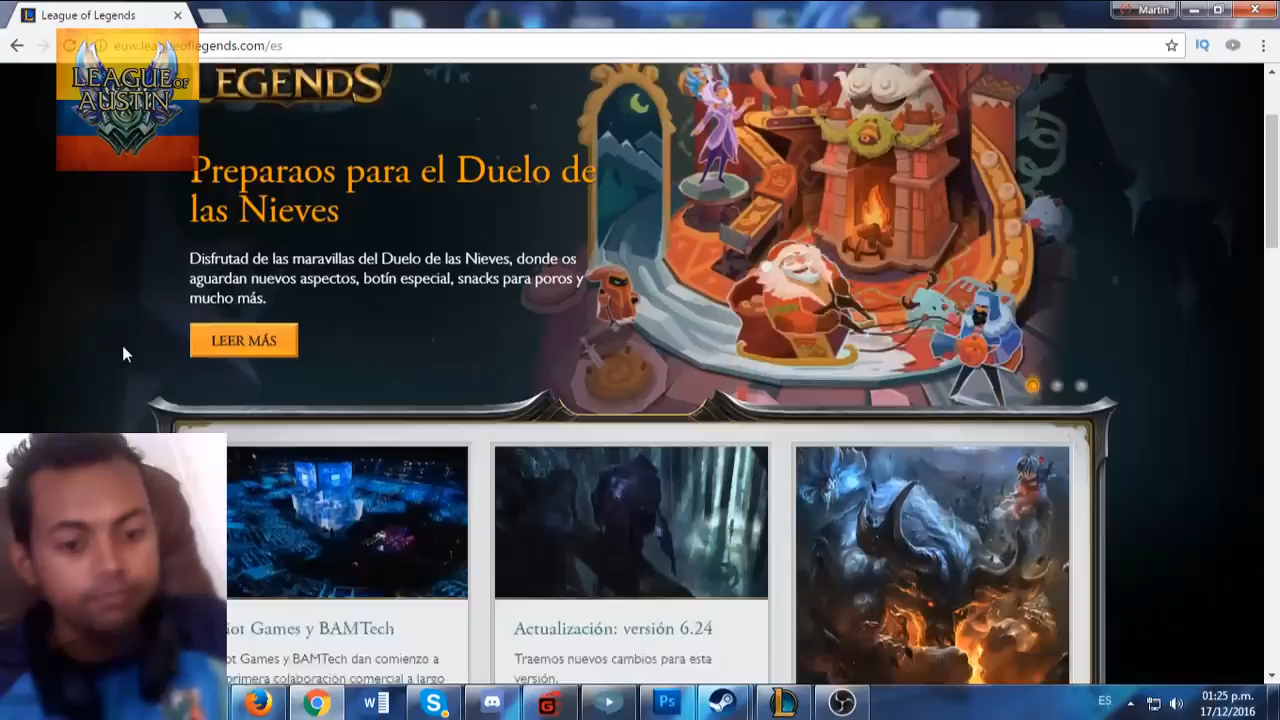 League of Legends
Martin
euw.leagueoflegends.com/es
IQ
LEAGUE OF
AUSTIN
LEGENDS
Preparaos para el Duelo de
las Nieves
Disfrutad de las maravillas del Duelo de las Nieves, donde os
aguardan nuevos aspectos, botín especial, snacks para poros y
mucho más.
LEER MÁS
iot Games y BAMTech
ot Games y BAMTech dan comienzo a
primera colaboración comercial a largo
Actualización: versión 6.24
Traemos nuevos cambios para esta
versión.
W
S
G
Ps
L
ES
01:25 p.m.
17/12/2016